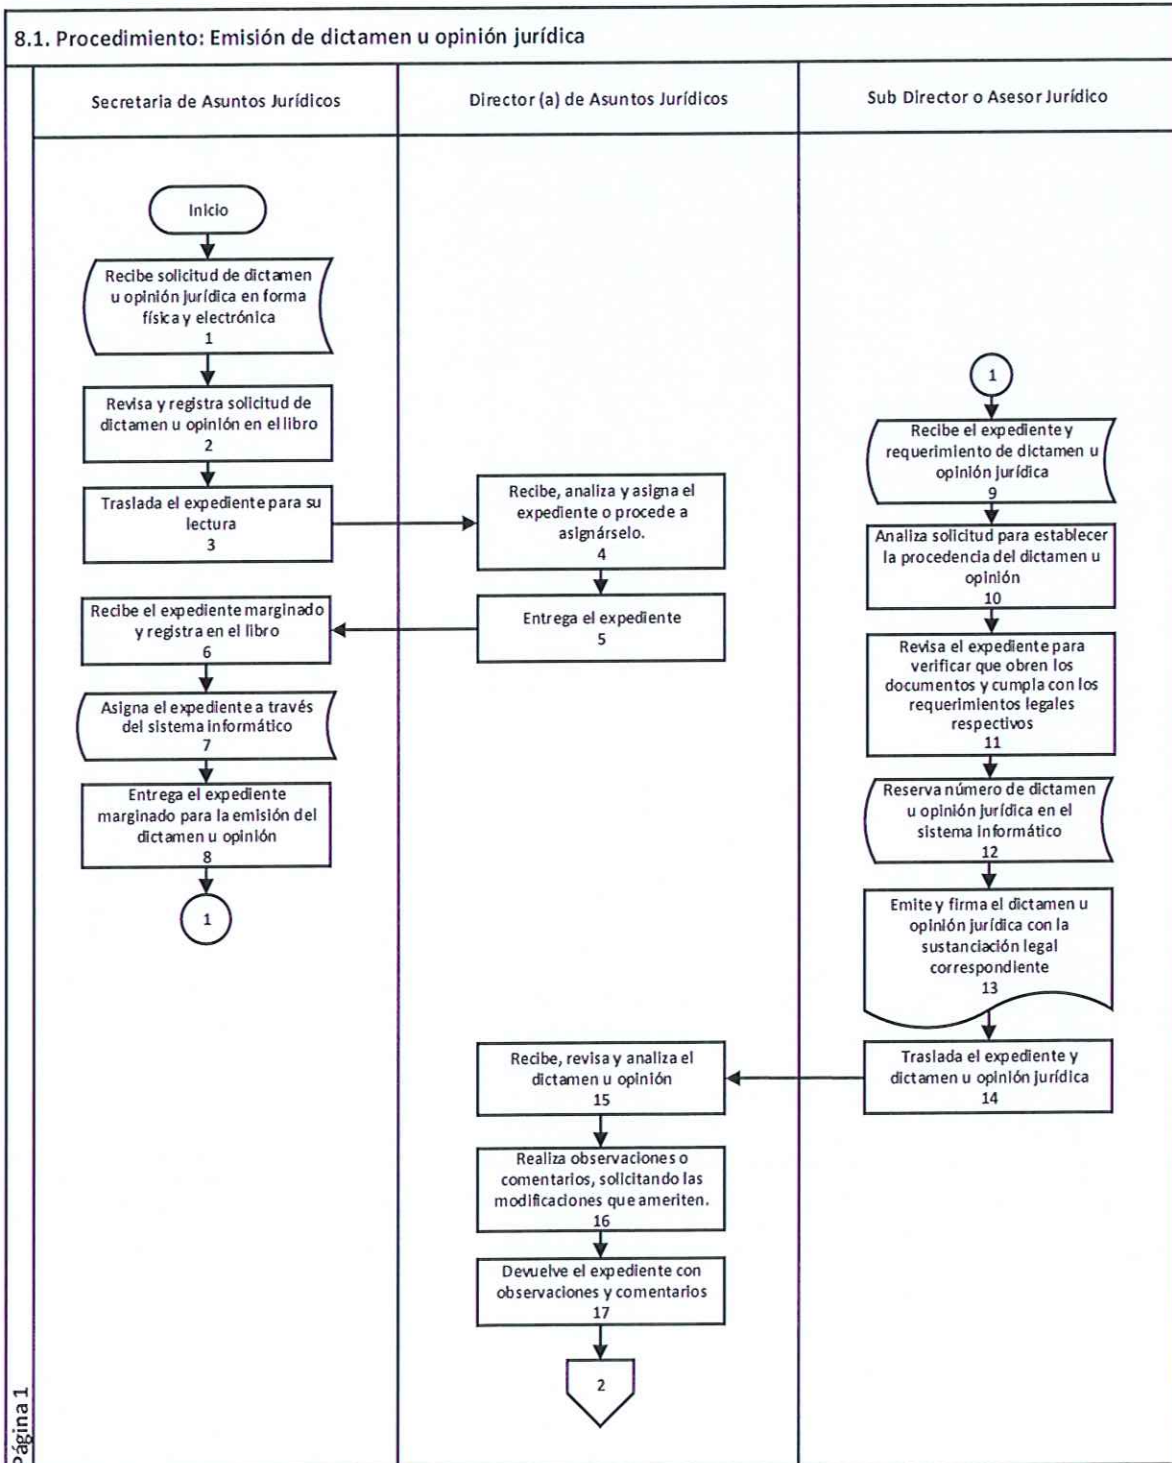 8.1. Procedimiento: Emisión de dictamen u opinión jurídica
Secretaria de Asuntos Jurídicos
Director (a) de Asuntos Jurídicos
Sub Director o Asesor Jurídico
Inicio
Recibe solicitud de dictamen
u opinión jurídica en forma
física y electrónica
1
Revisa y registra solicitud de
dictamen u opinión en el libro
2
Traslada el expediente para su
lectura
3
Recibe, analiza y asigna el
expediente o procede a
asignárselo.
4
Entrega el expediente
5
Recibe el expediente marginado
y registra en el libro
6
Asigna el expediente a través
del sistema informático
7
Entrega el expediente
marginado para la emisión del
dictamen u opinión
8
1
1
Recibe el expediente y
requerimiento de dictamen u
opinión jurídica
9
Analiza solicitud para establecer
la procedencia del dictamen u
opinión
10
Revisa el expediente para
verificar que obren los
documentos y cumpla con los
requerimientos legales
respectivos
11
Reserva número de dictamen
u opinión jurídica en el
sistema informático
12
Emite y firma el dictamen u
opinión jurídica con la
sustanciación legal
correspondiente
13
Traslada el expediente y
dictamen u opinión jurídica
14
Recibe, revisa y analiza el
dictamen u opinión
15
Realiza observaciones o
comentarios, solicitando las
modificaciones que ameriten.
16
Devuelve el expediente con
observaciones y comentarios
17
2
Página 1